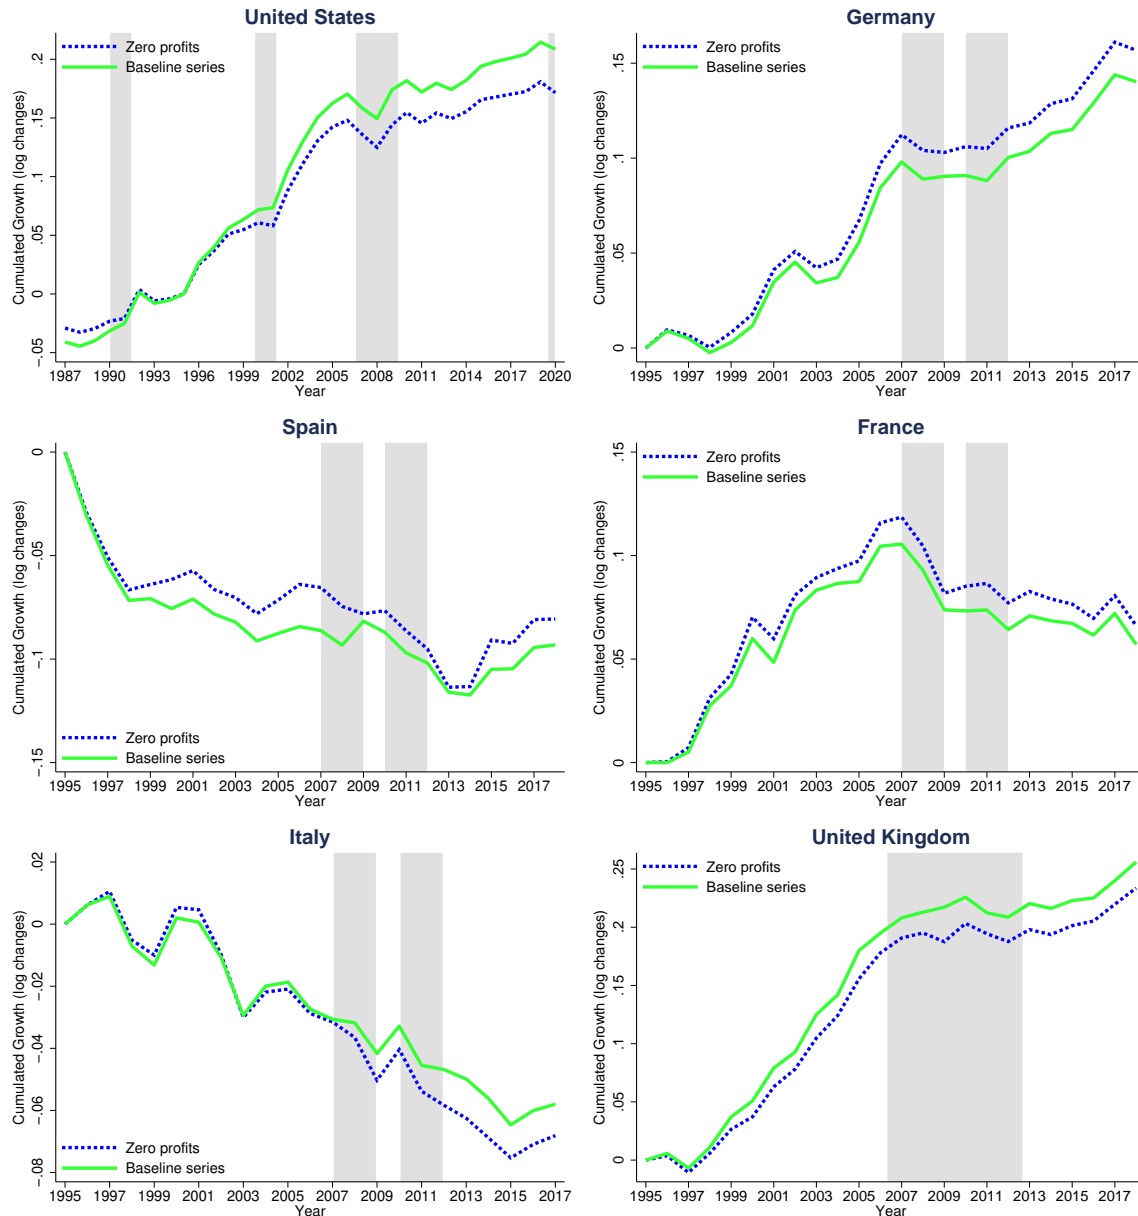 United States
Zero profits
Baseline series
Cumulated Growth (log changes)
-.05 0 .05 .1 .15 .2
1987 1990 1993 1996 1999 2002 2005 2008 2011 2014 2017 2020
Year
Germany
Zero profits
Baseline series
Cumulated Growth (log changes)
0 .05 .1 .15
1995 1997 1999 2001 2003 2005 2007 2009 2011 2013 2015 2017
Year
Spain
Zero profits
Baseline series
Cumulated Growth (log changes)
-.15 -.1 -.05 0
1995 1997 1999 2001 2003 2005 2007 2009 2011 2013 2015 2017
Year
France
Zero profits
Baseline series
Cumulated Growth (log changes)
0 .05 .1 .15
1995 1997 1999 2001 2003 2005 2007 2009 2011 2013 2015 2017
Year
Italy
Zero profits
Baseline series
Cumulated Growth (log changes)
-.08 -.06 -.04 -.02 0 .02
1995 1997 1999 2001 2003 2005 2007 2009 2011 2013 2015 2017
Year
United Kingdom
Zero profits
Baseline series
Cumulated Growth (log changes)
0 .05 .1 .15 .2 .25
1995 1997 1999 2001 2003 2005 2007 2009 2011 2013 2015 2017
Year